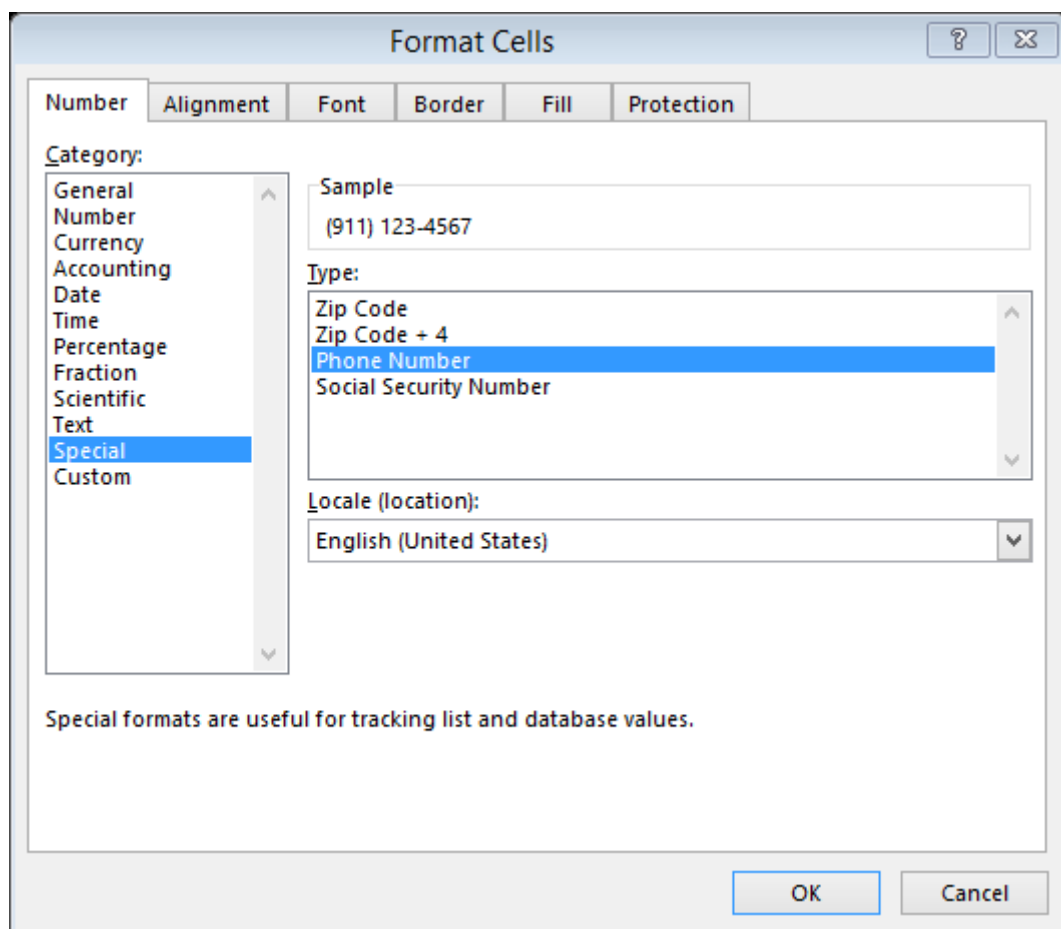 Format Cells
Number Alignment Font Border Fill Protection
Category:
General
Number
Currency
Accounting
Date
Time
Percentage
Fraction
Scientific
Text
Special
Custom
Sample
(911) 123-4567
Type:
Zip Code
Zip Code + 4
Phone Number
Social Security Number
Locale (location):
English (United States)
Special formats are useful for tracking list and database values.
OK Cancel